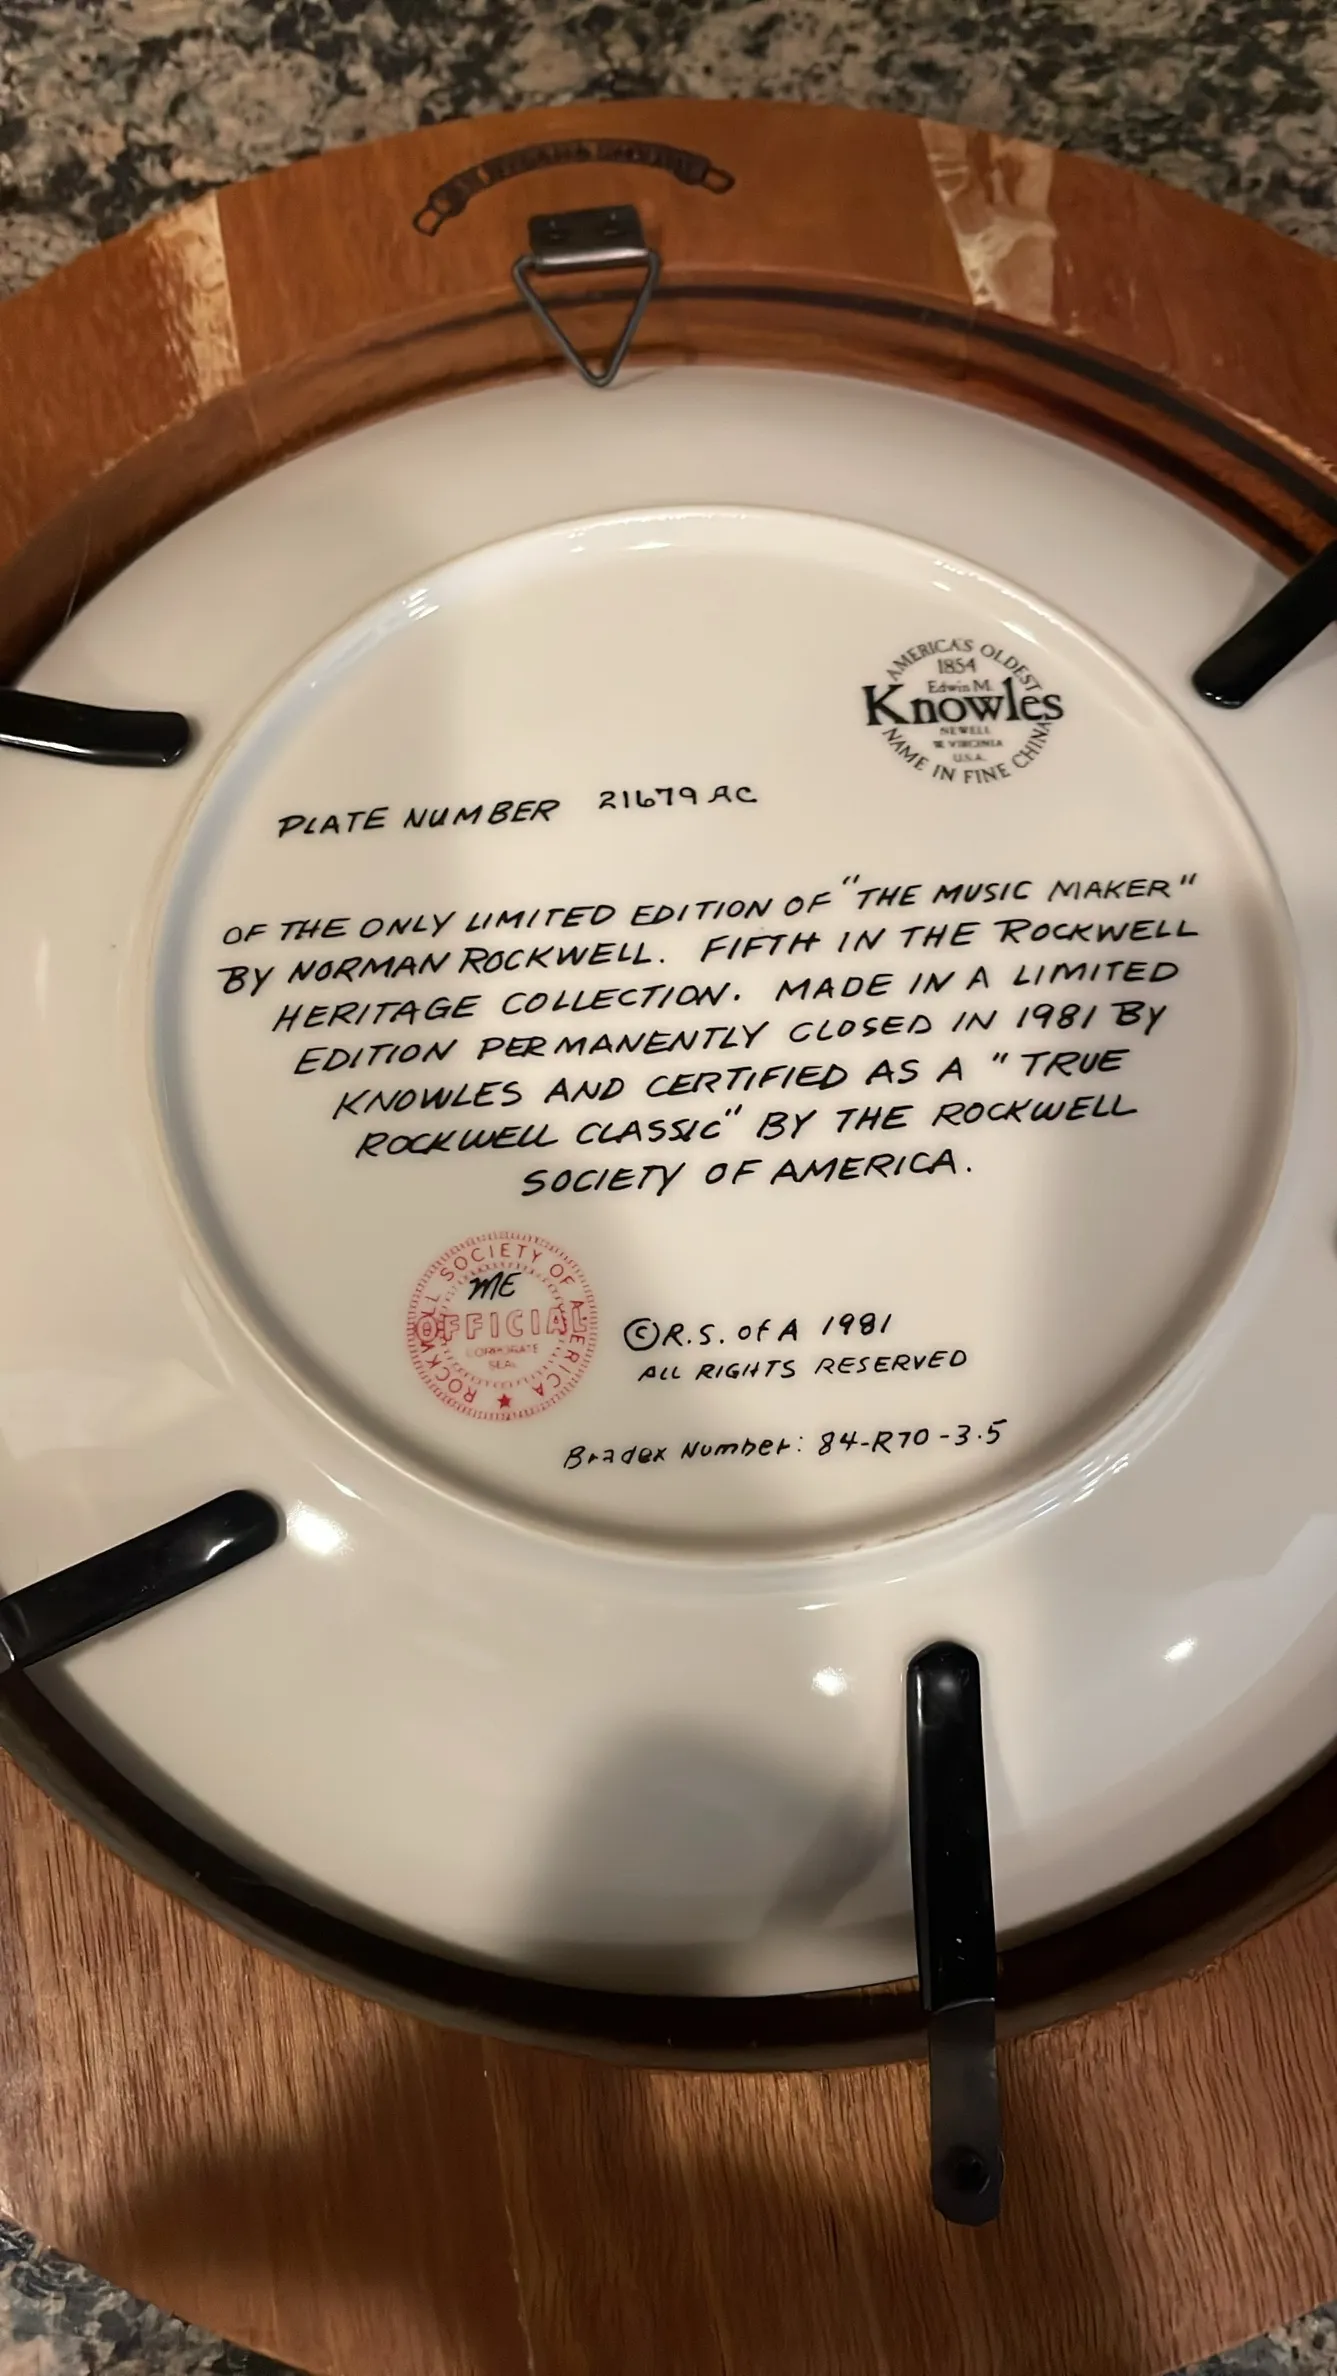 AMERICA'S OLDEST
1854
Edwin M.
Knowles
NEWELL
W. VIRGINIA
U.S.A.
NAME IN FINE CHINA
PLATE NUMBER 21679 AC
OF THE ONLY LIMITED EDITION OF "THE MUSIC MAKER"
BY NORMAN ROCKWELL. FIFTH IN THE ROCKWELL
HERITAGE COLLECTION. MADE IN A LIMITED
EDITION PERMANENTLY CLOSED IN 1981 BY
KNOWLES AND CERTIFIED AS A "TRUE
ROCKWELL CLASSIC" BY THE ROCKWELL
SOCIETY OF AMERICA.
ROCKWELL SOCIETY OF AMERICA
ME
OFFICIAL
CORPORATE
SEAL
©R.S. of A 1981
ALL RIGHTS RESERVED
Bradex Number: 84-R70-3.5